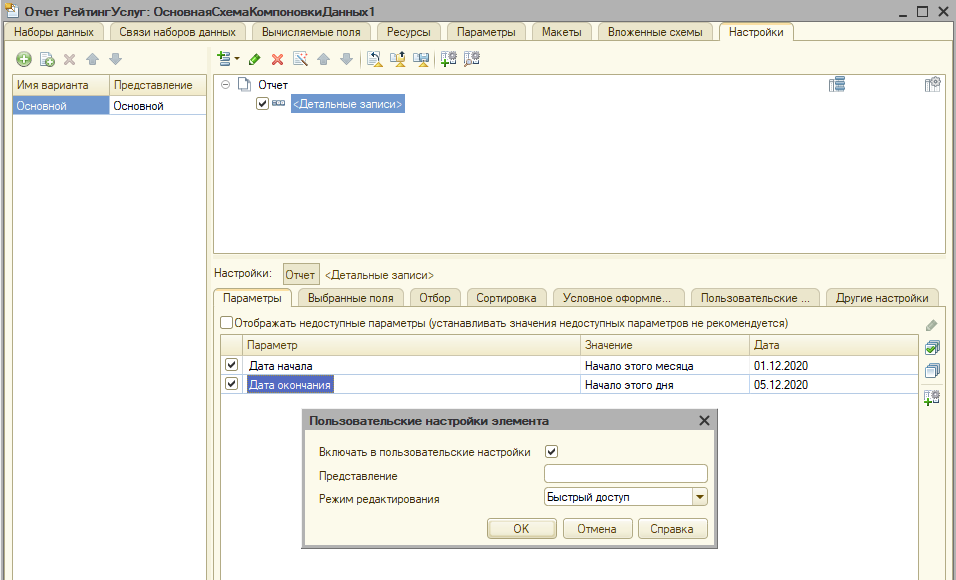 Отчет РейтингУслуг: ОсновнаяСхемаКомпоновкиДанных1
Наборы данных Связи наборов данных Вычисляемые поля Ресурсы Параметры Макеты Вложенные схемы Настройки
Имя варианта Представление
Основной Основной
Отчет
<Детальные записи>
Настройки: Отчет <Детальные записи>
Параметры Выбранные поля Отбор Сортировка Условное оформле... Пользовательские ... Другие настройки
Отображать недоступные параметры (устанавливать значения недоступных параметров не рекомендуется)
Параметр Значение Дата
Дата начала Начало этого месяца 01.12.2020
Дата окончания Начало этого дня 05.12.2020
Пользовательские настройки элемента
Включать в пользовательские настройки
Представление
Режим редактирования Быстрый доступ
OK Отмена Справка